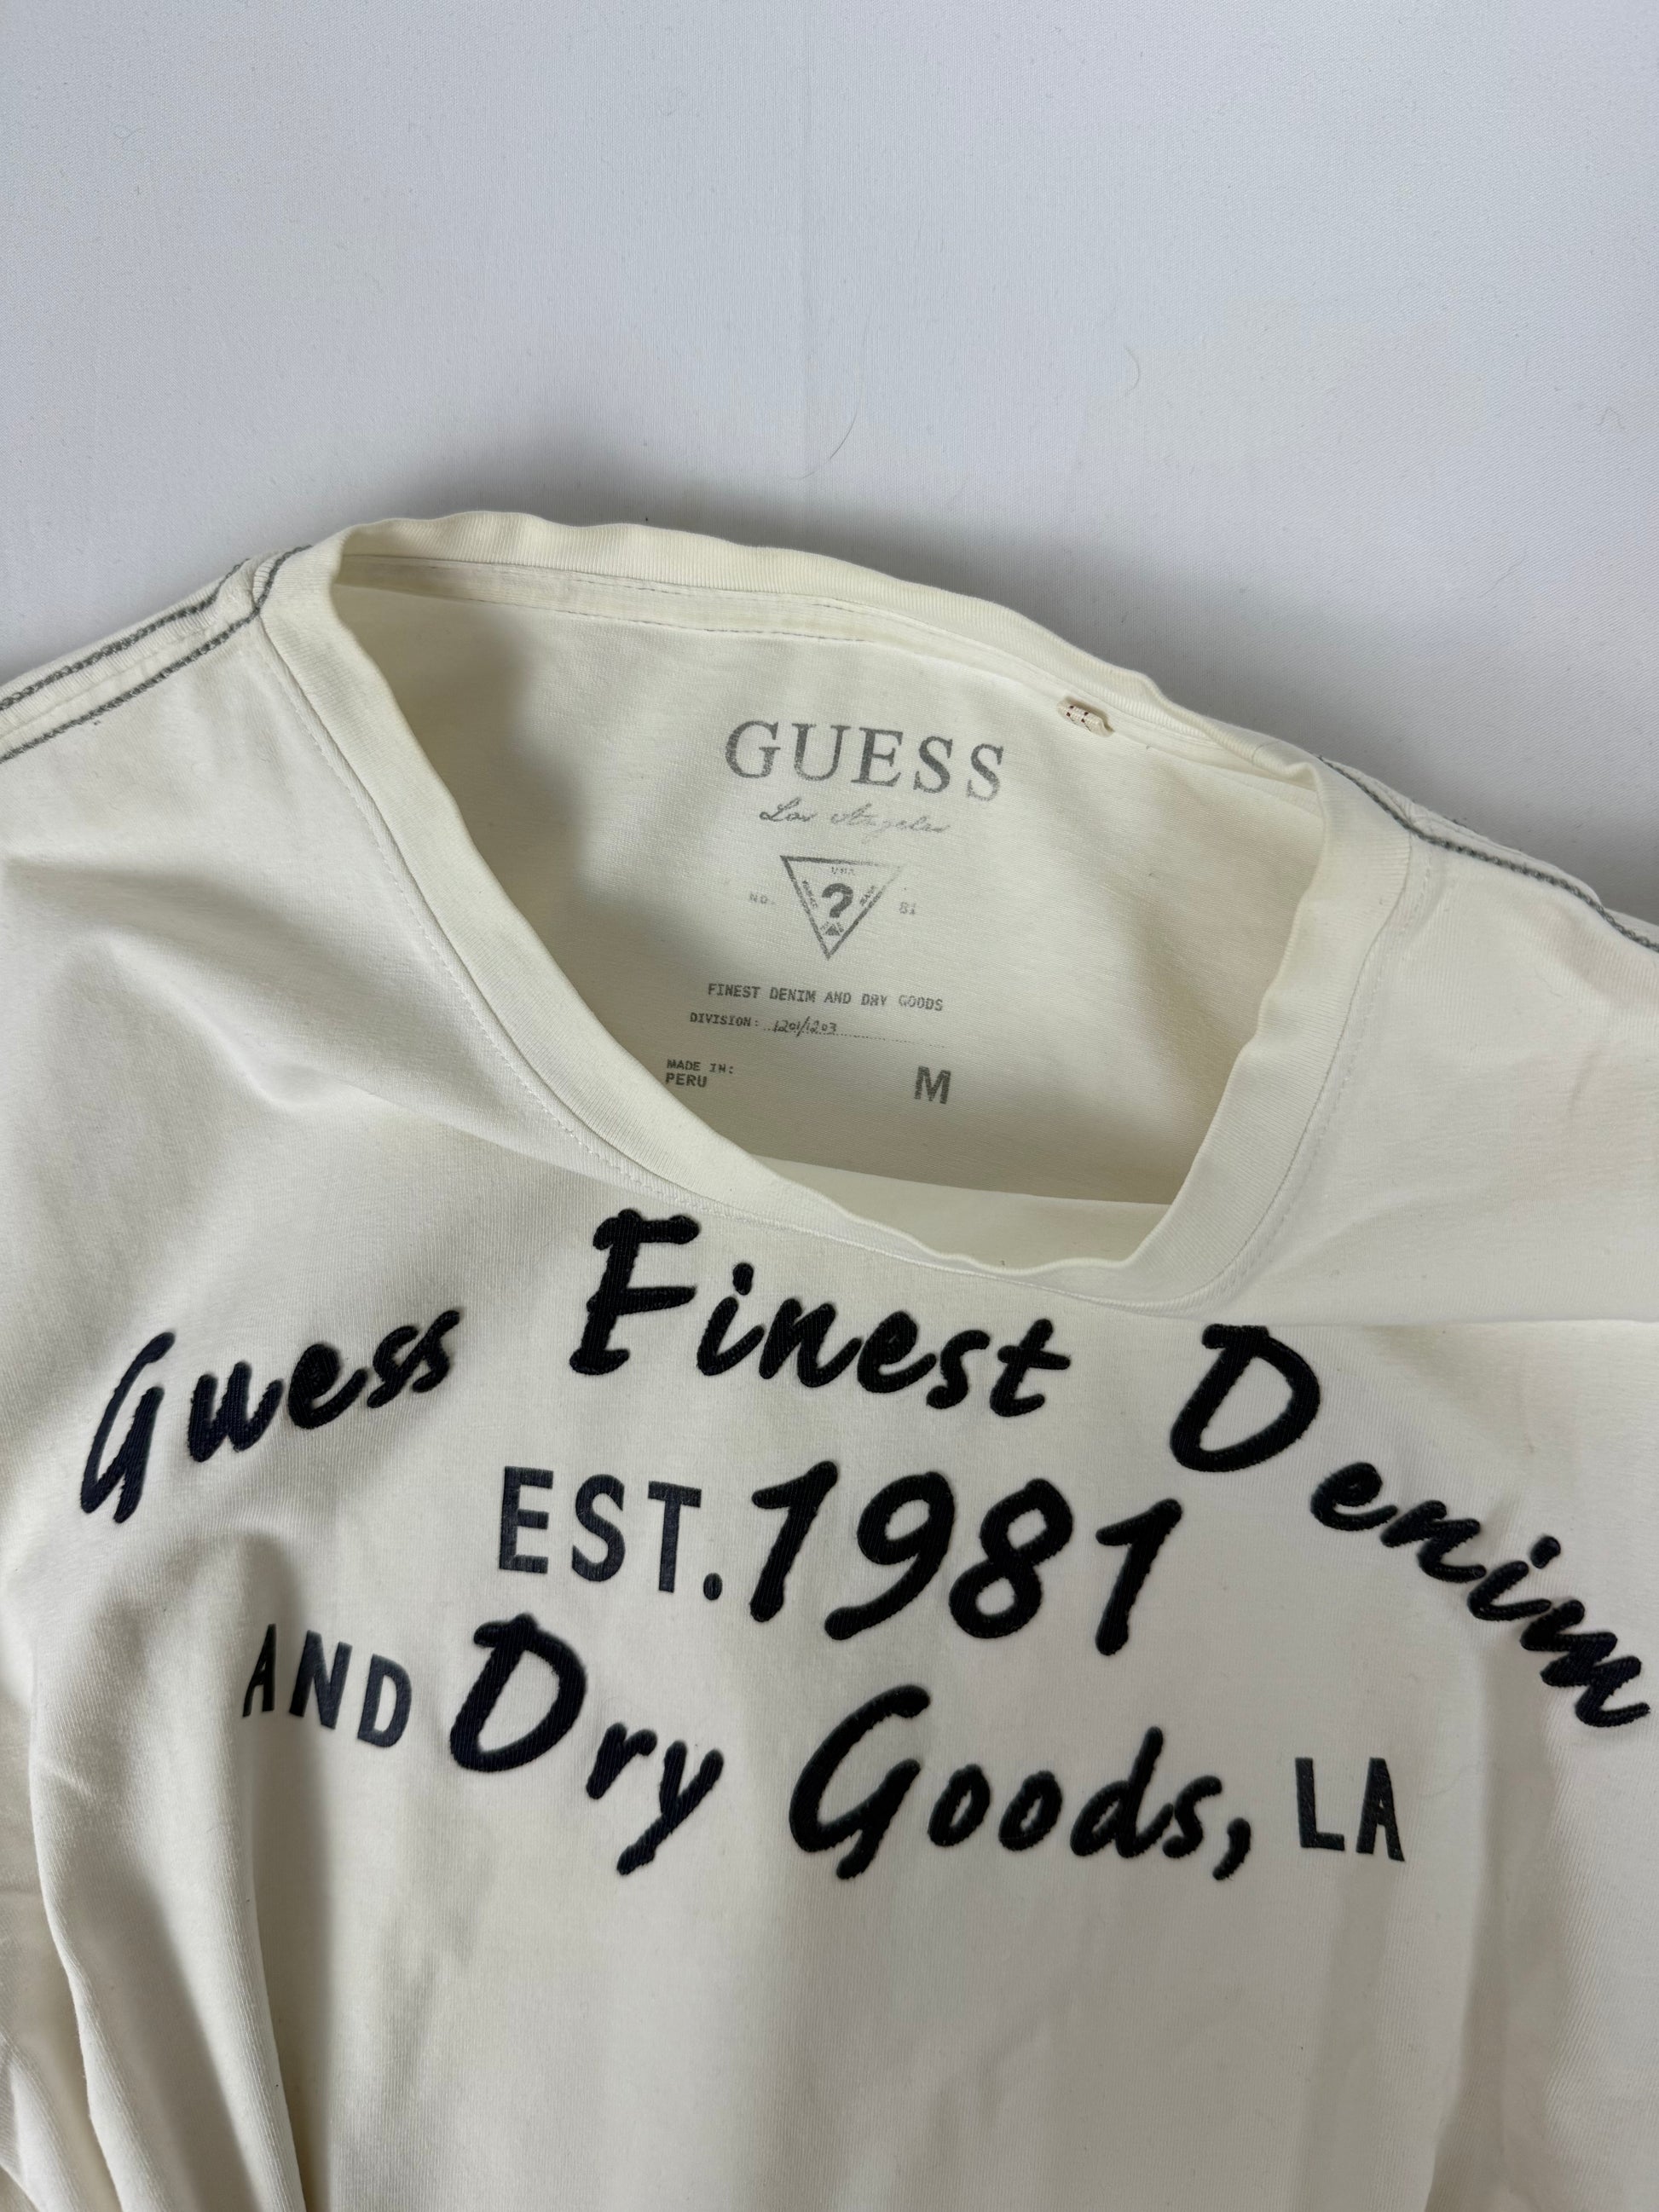 GUESS
Los Angeles
NO. ? 81
FINEST DENIM AND DRY GOODS
DIVISION: 1201/1203
MADE IN:
PERU
M
Guess Finest Denim
EST. 1981
AND Dry Goods, LA